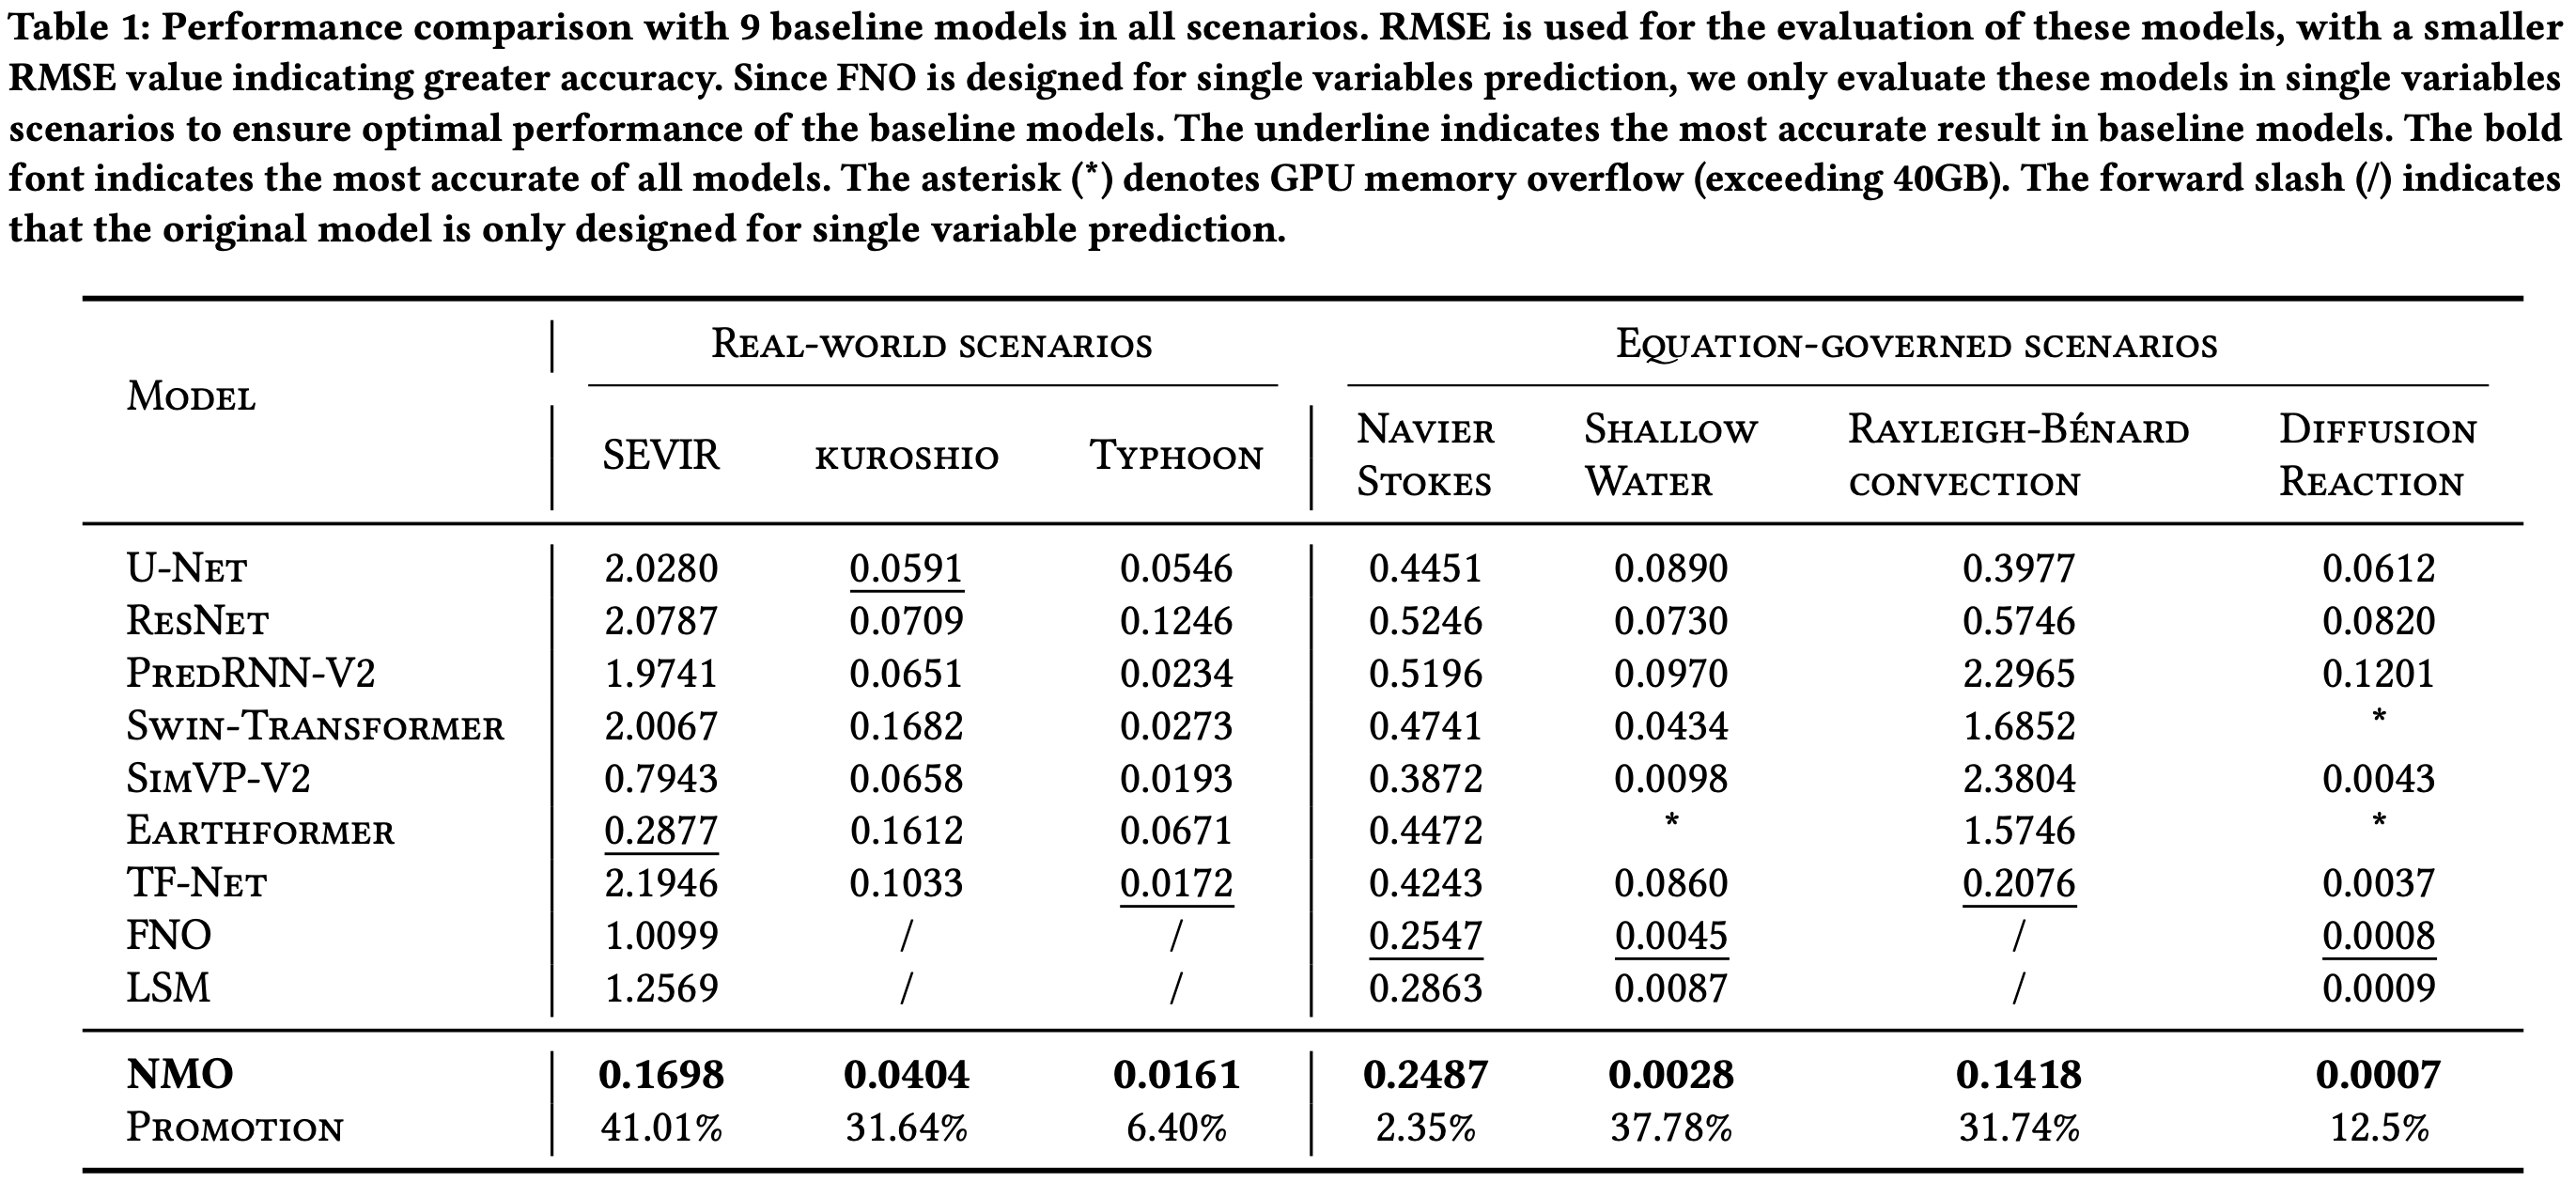 Table 1: Performance comparison with 9 baseline models in all scenarios. RMSE is used for the evaluation of these models, with a smaller
RMSE value indicating greater accuracy. Since FNO is designed for single variables prediction, we only evaluate these models in single variables
scenarios to ensure optimal performance of the baseline models. The underline indicates the most accurate result in baseline models. The bold
font indicates the most accurate of all models. The asterisk (*) denotes GPU memory overflow (exceeding 40GB). The forward slash (/) indicates
that the original model is only designed for single variable prediction.
Model Real-world scenarios Equation-governed scenarios
SEVIR kuroshio Typhoon Navier Stokes Shallow Water Rayleigh-Bénard convection Diffusion Reaction
U-Net 2.0280 0.0591 0.0546 0.4451 0.0890 0.3977 0.0612
ResNet 2.0787 0.0709 0.1246 0.5246 0.0730 0.5746 0.0820
PredRNN-V2 1.9741 0.0651 0.0234 0.5196 0.0970 2.2965 0.1201
Swin-Transformer 2.0067 0.1682 0.0273 0.4741 0.0434 1.6852 *
SimVP-V2 0.7943 0.0658 0.0193 0.3872 0.0098 2.3804 0.0043
Earthformer 0.2877 0.1612 0.0671 0.4472 * 1.5746 *
TF-Net 2.1946 0.1033 0.0172 0.4243 0.0860 0.2076 0.0037
FNO 1.0099 / / 0.2547 0.0045 / 0.0008
LSM 1.2569 / / 0.2863 0.0087 / 0.0009
NMO 0.1698 0.0404 0.0161 0.2487 0.0028 0.1418 0.0007
Promotion 41.01% 31.64% 6.40% 2.35% 37.78% 31.74% 12.5%